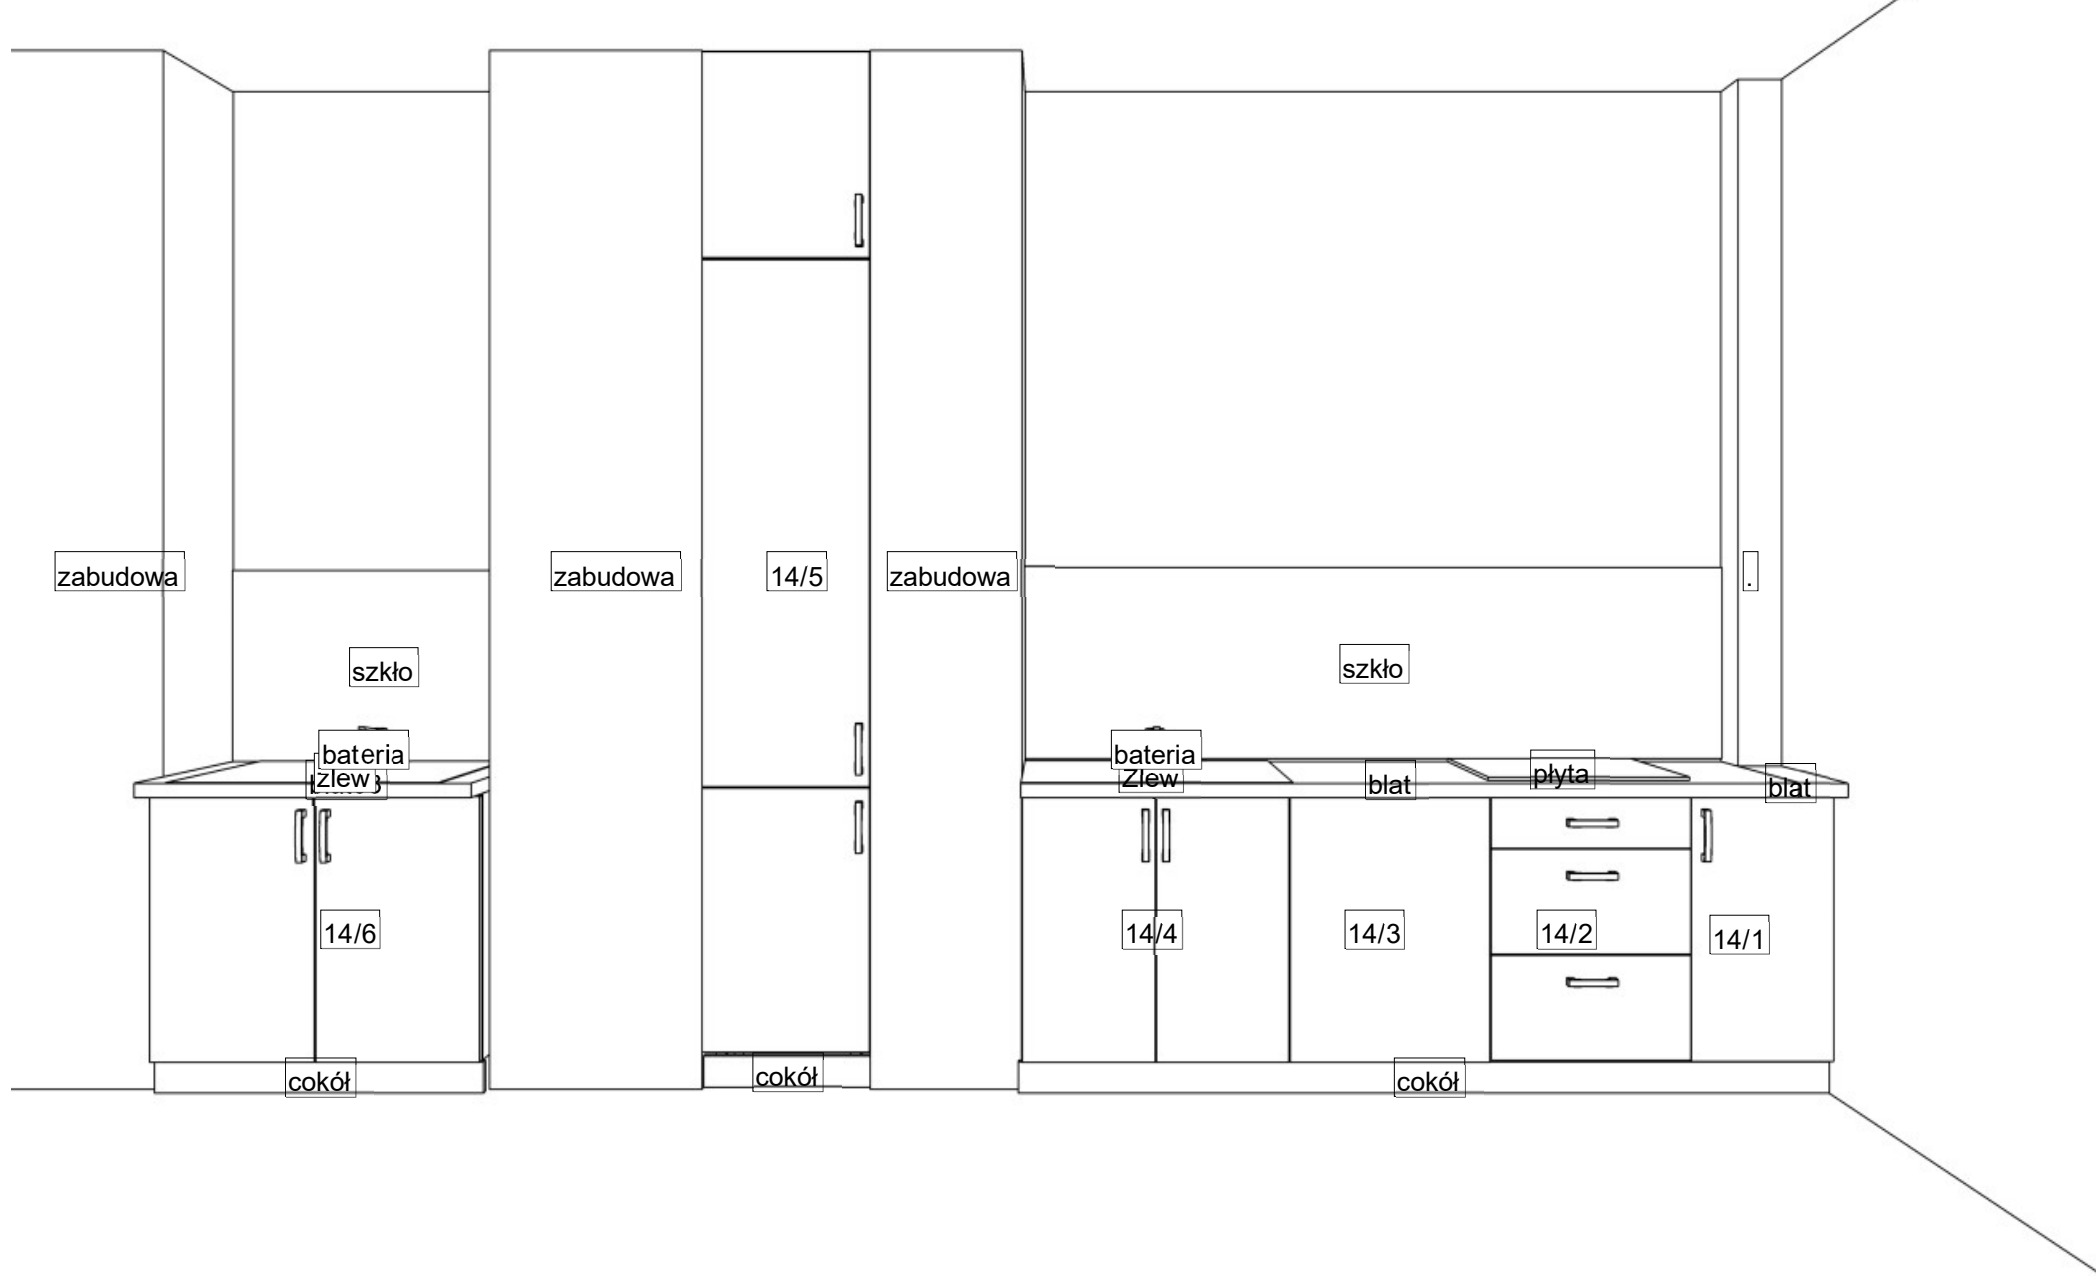 zabudowa
zabudowa
14/5
zabudowa
.
szkło
szkło
bateria
zlew
bateria
Zlew
blat
płyta
blat
14/6
14/4
14/3
14/2
14/1
cokół
cokół
cokół